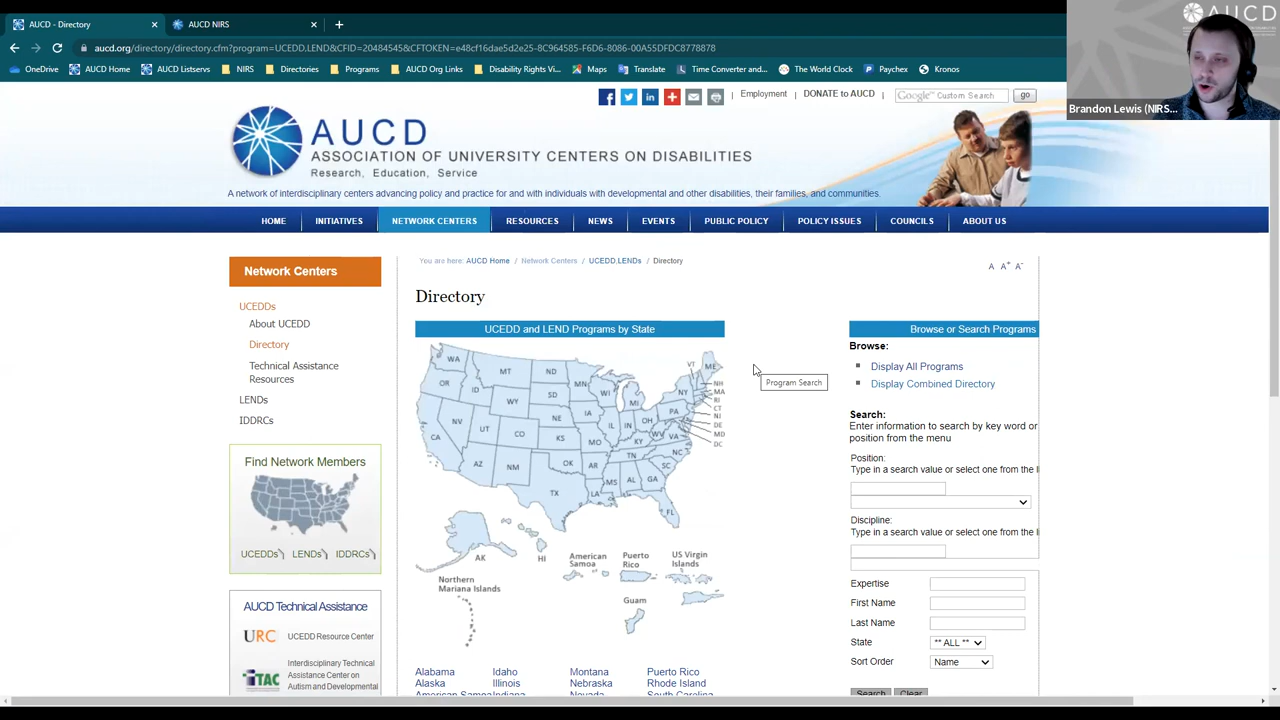 AUCD - Directory
AUCD NIRS
aucd.org/directory/directory.cfm?program=UCEDD,LEND&CFID=20484545&CFTOKEN=e48cf16dae5d2e25-8C964585-F6D6-8086-00A55DFDC8778878
OneDrive AUCD Home AUCD Listservs NIRS Directories Programs AUCD Org Links Disability Rights Vi... Maps Translate Time Converter and... The World Clock Paychex Kronos
AUCD
Brandon Lewis (NIRS...
Employment DONATE to AUCD Google Custom Search go
AUCD
ASSOCIATION OF UNIVERSITY CENTERS ON DISABILITIES
Research, Education, Service
A network of interdisciplinary centers advancing policy and practice for and with individuals with developmental and other disabilities, their families, and communities.
HOME INITIATIVES NETWORK CENTERS RESOURCES NEWS EVENTS PUBLIC POLICY POLICY ISSUES COUNCILS ABOUT US
Network Centers
UCEDDs
About UCEDD
Directory
Technical Assistance
Resources
LENDs
IDDRCs
Find Network Members
UCEDDs LENDs IDDRCs
AUCD Technical Assistance
URC UCEDD Resource Center
ITAC Interdisciplinary Technical
Assistance Center on
Autism and Developmental
You are here: AUCD Home / Network Centers / UCEDD,LENDs / Directory
A A+ A-
Directory
UCEDD and LEND Programs by State
WA MT ND MN VT ME
OR ID SD WI MI NY NH
WY IA PA MA
NV UT NE IL IN OH RI
CA CO KS MO KY WV VA CT
NJ
DE
MD
DC
AZ NM OK AR TN NC
TX LA MS AL GA SC
FL
AK HI
American
Samoa
Puerto
Rico
US Virgin
Islands
Northern
Mariana Islands
Guam
Alabama Idaho Montana Puerto Rico
Alaska Illinois Nebraska Rhode Island
American Samoa Indiana Nevada South Carolina
Program Search
Browse or Search Programs
Browse:
Display All Programs
Display Combined Directory
Search:
Enter information to search by key word or
position from the menu
Position:
Type in a search value or select one from the l
Discipline:
Type in a search value or select one from the l
Expertise
First Name
Last Name
State ** ALL **
Sort Order Name
Search Clear